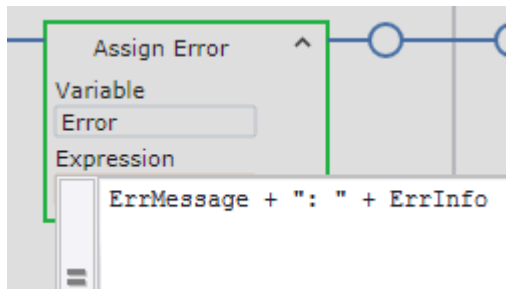 Assign Error
Variable
Error
Expression
ErrMessage + ": " + ErrInfo